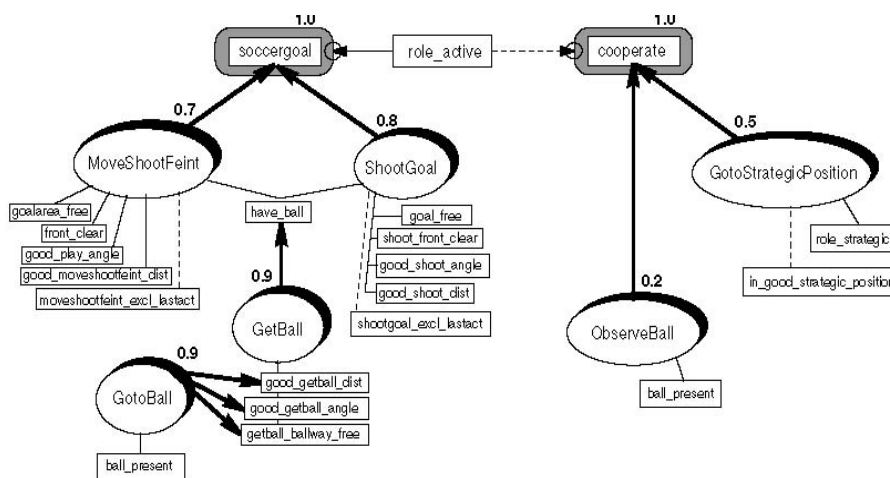 1.0
1.0
soccergoal
role_active
cooperate
0.7
0.8
0.5
MoveShootFeint
ShootGoal
GotoStrategicPosition
goalarea_free
front_clear
good_play_angle
good_moveshootfeint_dist
moveshootfeint_excl_lastact
have_ball
goal_free
shoot_front_clear
good_shoot_angle
good_shoot_dist
shootgoal_excl_lastact
role_strategic
in_good_strategic_position
0.9
0.2
GetBall
ObserveBall
0.9
GotoBall
good_getball_dist
good_getball_angle
getball_ballway_free
ball_present
ball_present